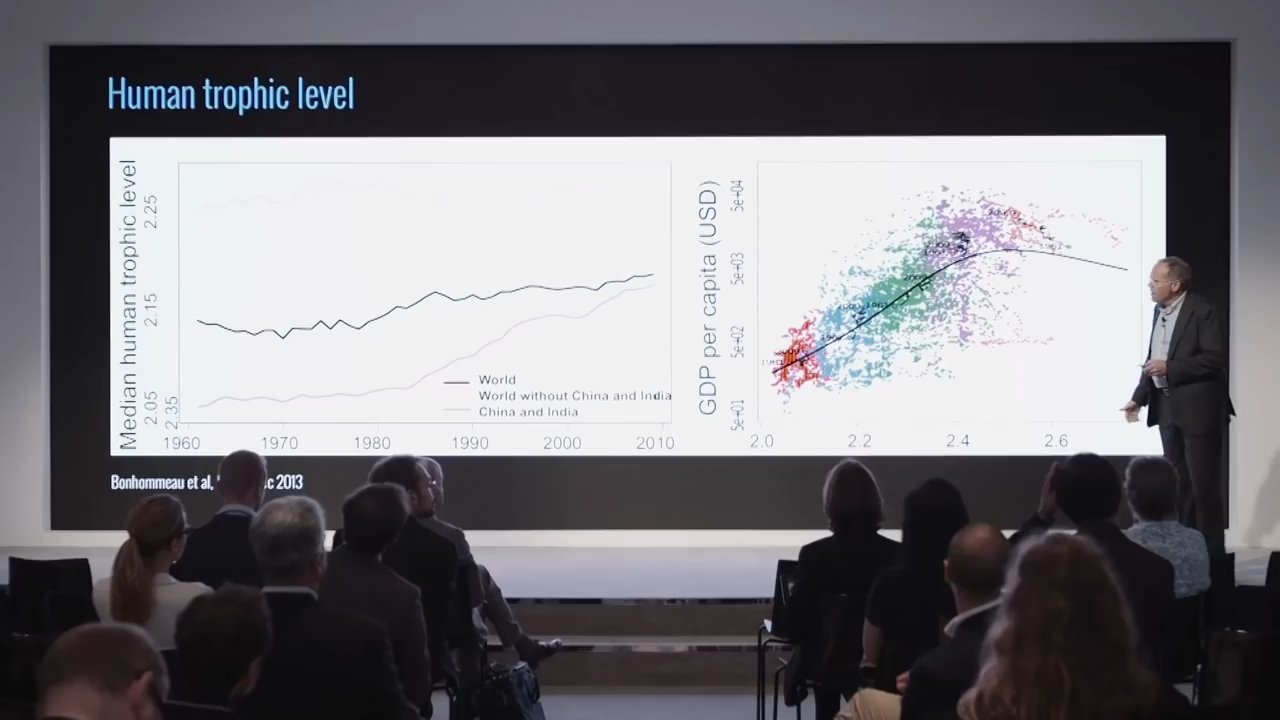 Human trophic level
Median human trophic level
2.25
2.15
2.05
2.35
World
World without China and India
China and India
1960 1970 1980 1990 2000 2010
GDP per capita (USD)
5e+04
5e+03
5e+02
5e+01
2.0 2.2 2.4 2.6
Bonhommeau et al, 2013